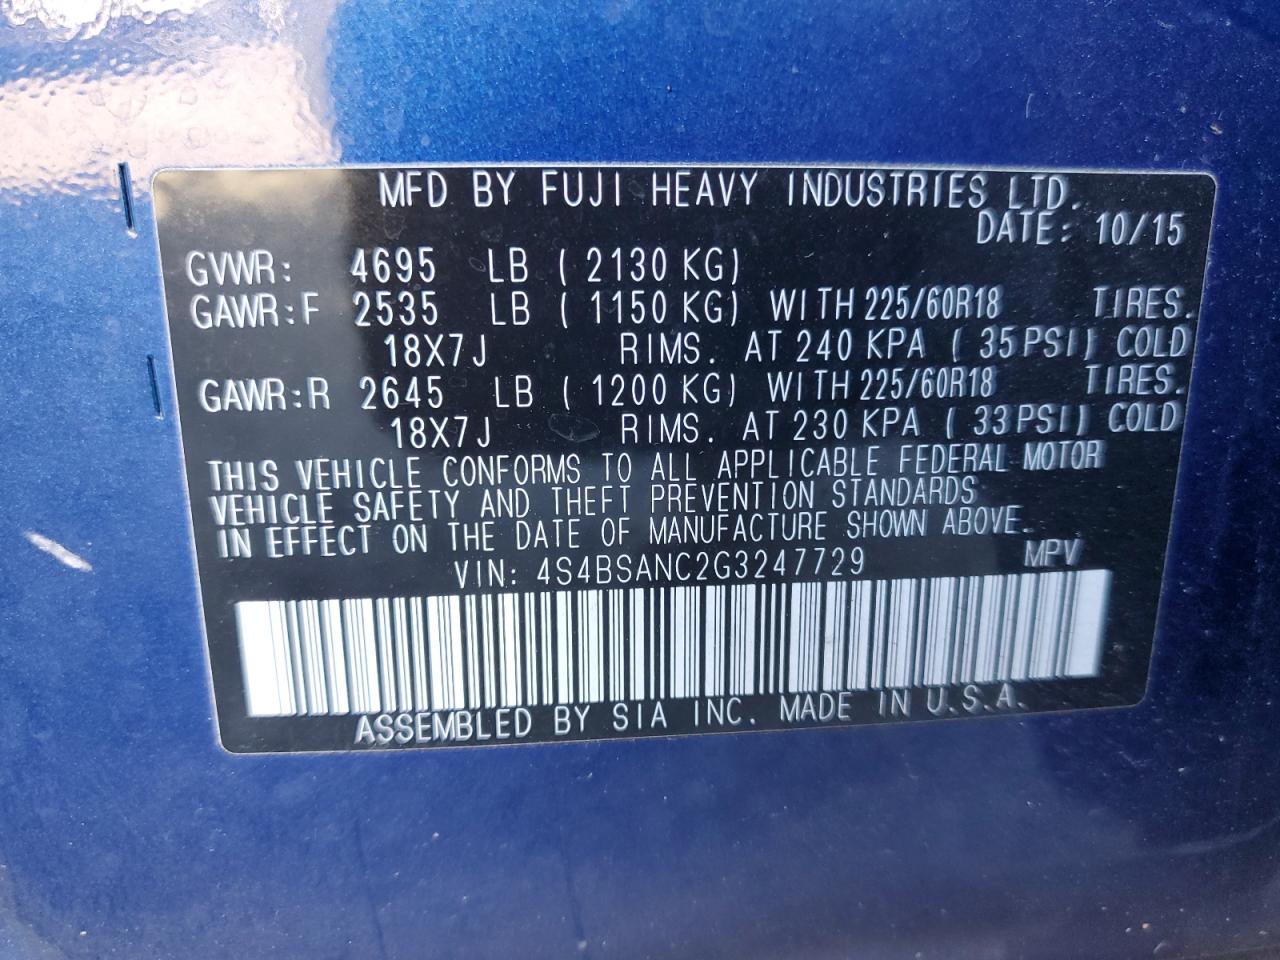 MFD BY FUJI HEAVY INDUSTRIES LTD.
DATE: 10/15
GVWR: 4695 LB ( 2130 KG)
GAWR:F 2535 LB ( 1150 KG) WITH 225/60R18 TIRES.
18X7J RIMS. AT 240 KPA ( 35PSI) COLD
GAWR:R 2645 LB ( 1200 KG) WITH 225/60R18 TIRES.
18X7J RIMS. AT 230 KPA ( 33PSI) COLD
THIS VEHICLE CONFORMS TO ALL APPLICABLE FEDERAL MOTOR
VEHICLE SAFETY AND THEFT PREVENTION STANDARDS
IN EFFECT ON THE DATE OF MANUFACTURE SHOWN ABOVE.
VIN: 4S4BSANC2G3247729 MPV
ASSEMBLED BY SIA INC. MADE IN U.S.A.